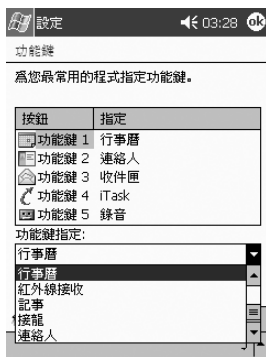 設定 03:28 ok
功能鍵
爲您最常用的程式指定功能鍵。
按鈕 指定
功能鍵 1 行事曆
功能鍵 2 連絡人
功能鍵 3 收件匣
功能鍵 4 iTask
功能鍵 5 錄音
功能鍵指定:
行事曆
行事曆
紅外線接收
記事
接龍
連絡人